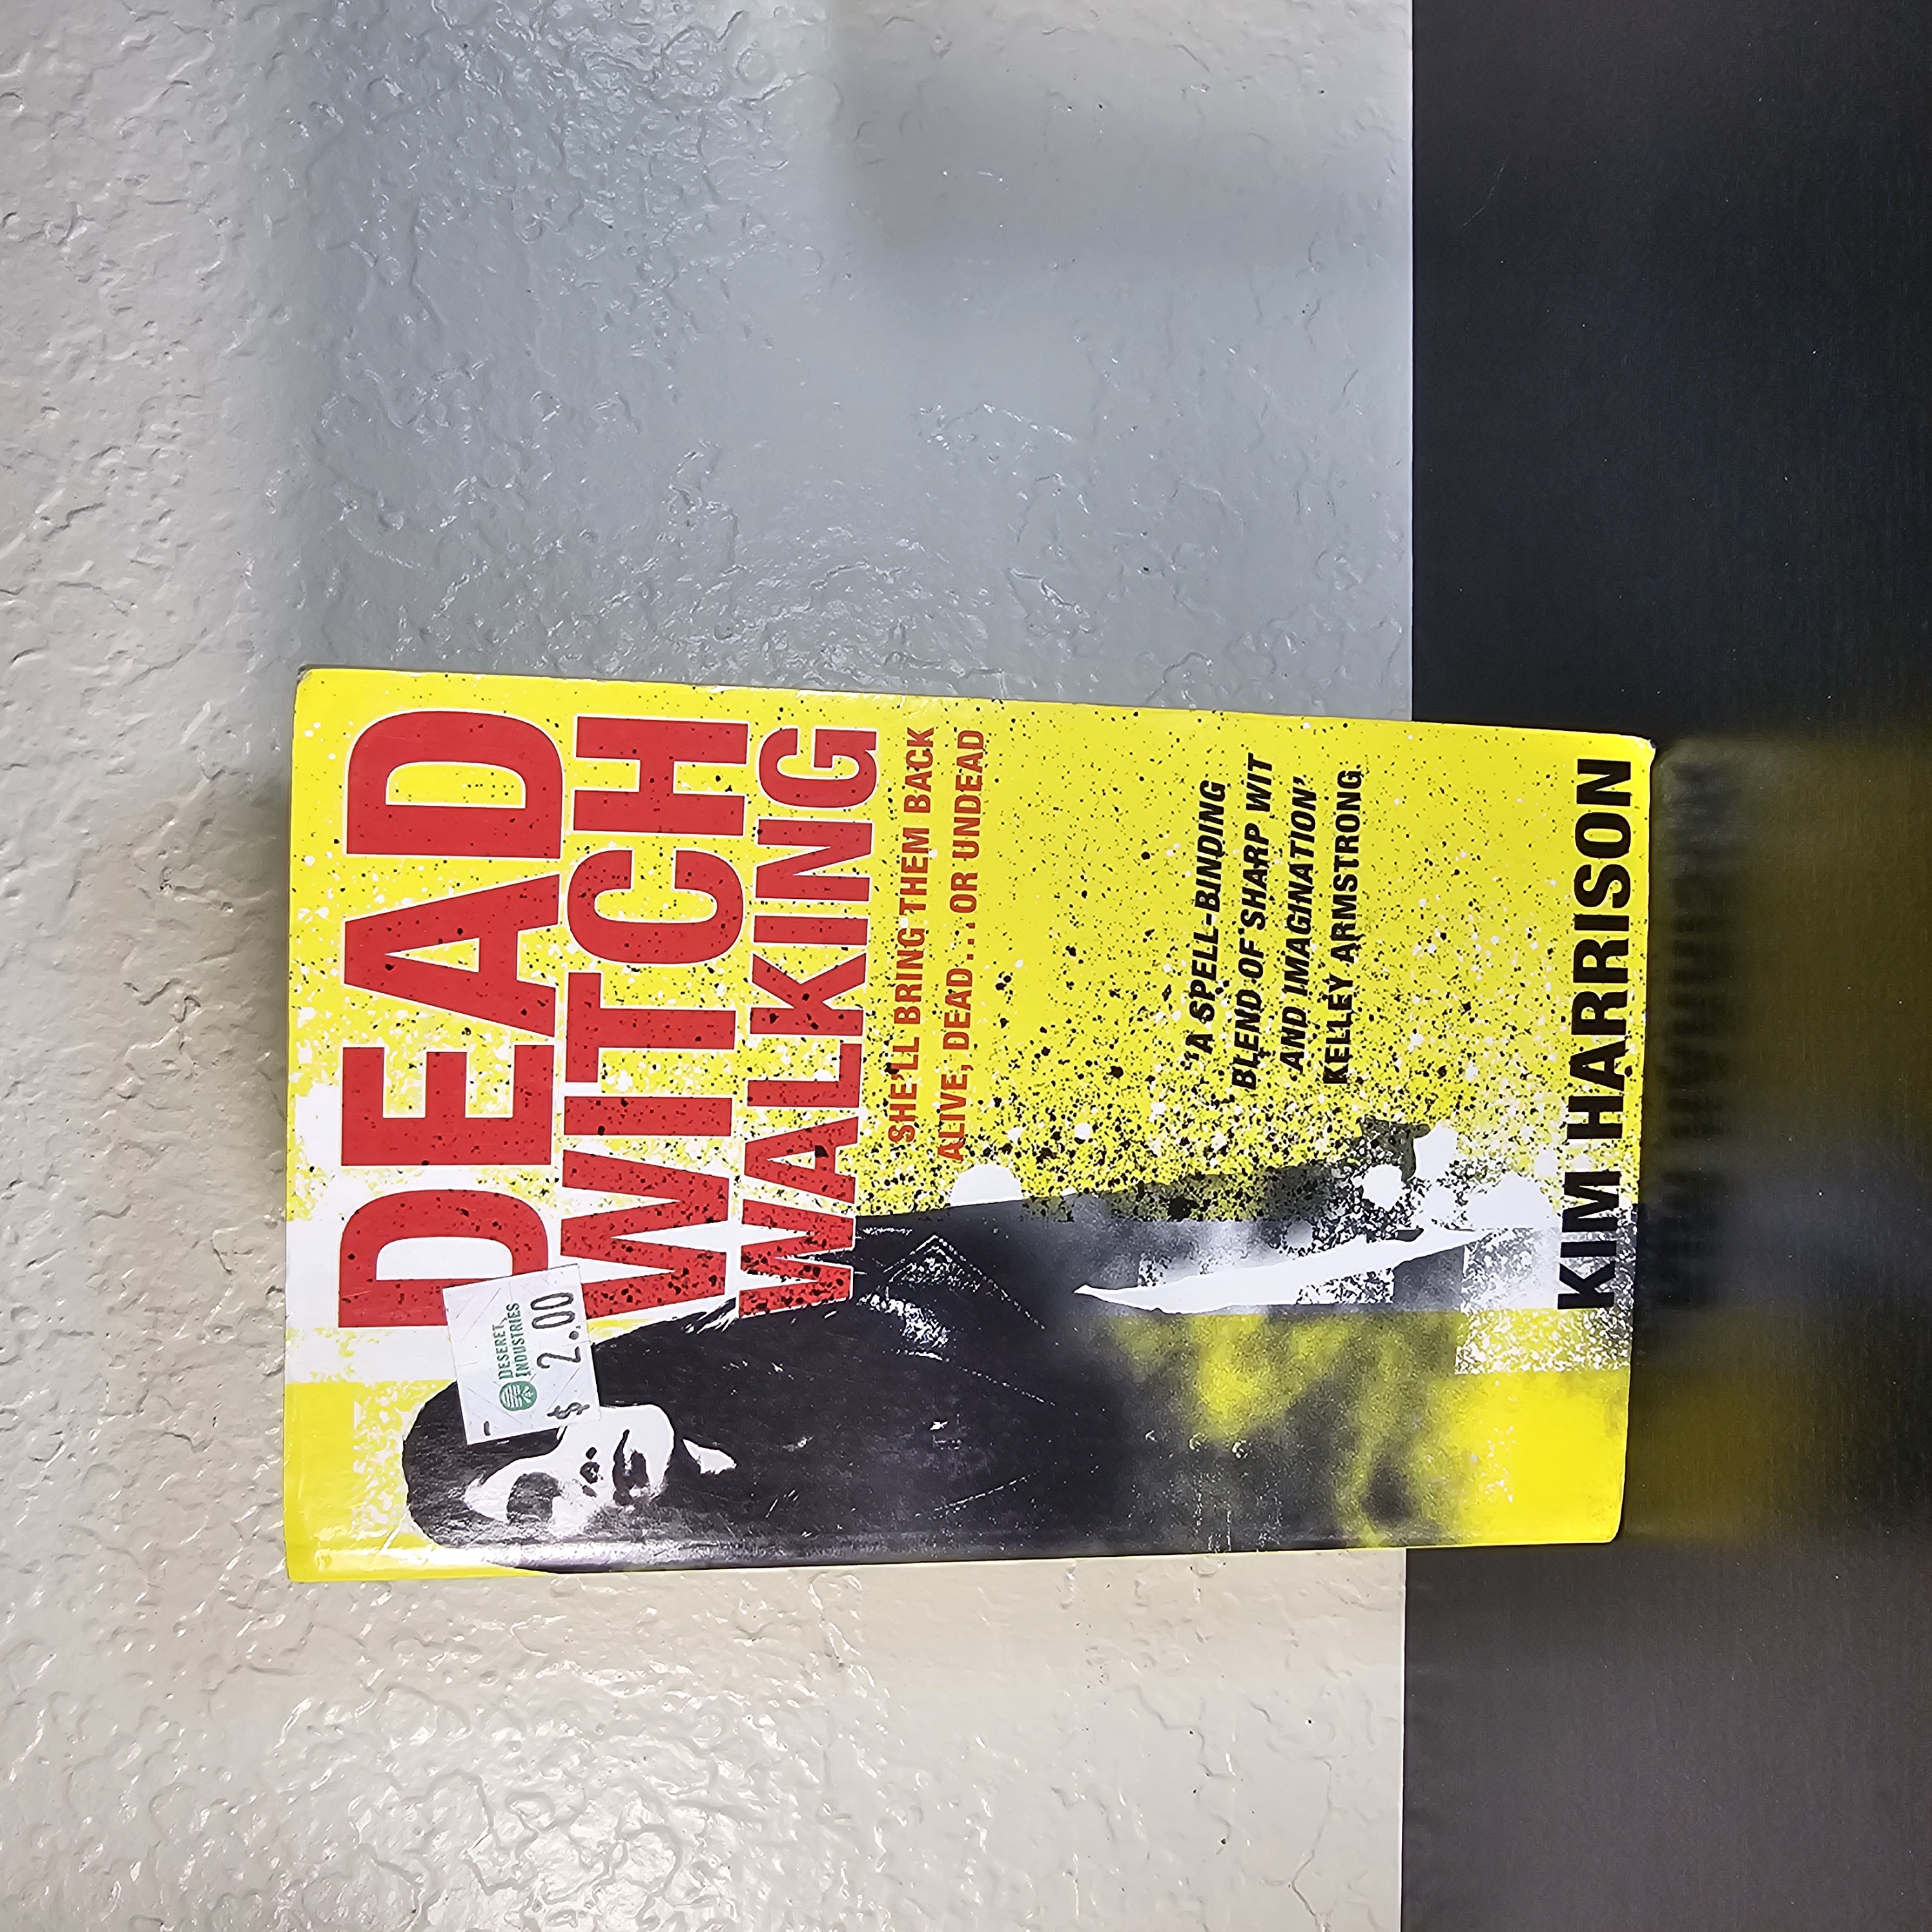 DEAD
WITCH
WALKING
SHE'LL BRING THEM BACK
ALIVE, DEAD...OR UNDEAD
'A SPELL-BINDING
BLEND OF SHARP WIT
AND IMAGINATION'
KELLEY ARMSTRONG
KIM HARRISON
DESERET
INDUSTRIES
$ 2.00